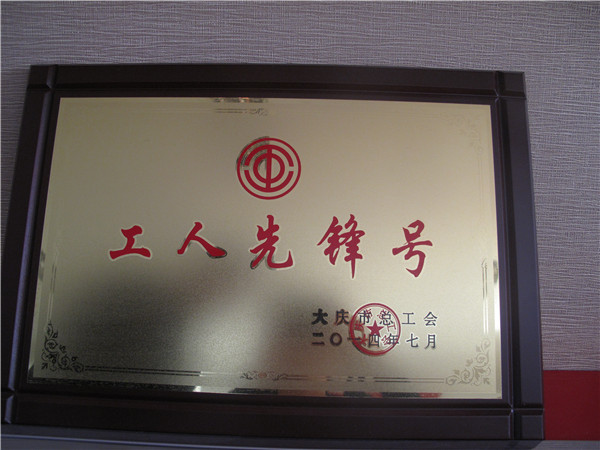 工人先锋号
大庆市总工会
二〇一四年七月